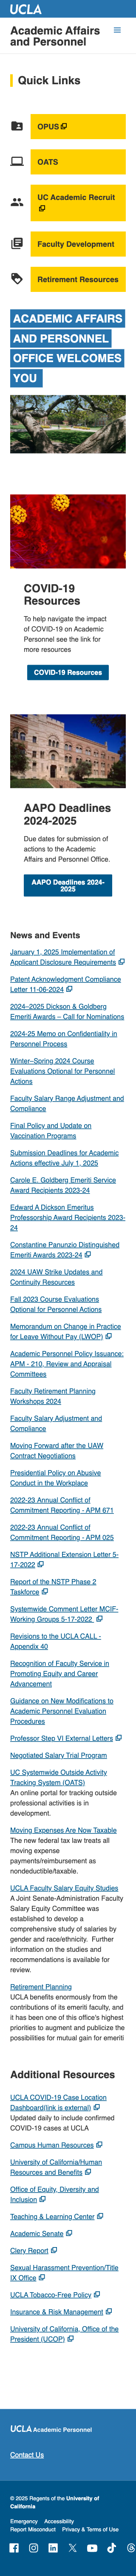 UCLA
Academic Affairs
and Personnel
Quick Links
OPUS
OATS
UC Academic Recruit
Faculty Development
Retirement Resources
ACADEMIC AFFAIRS
AND PERSONNEL
OFFICE WELCOMES
YOU
COVID-19
Resources
To help navigate the impact
of COVID-19 on Academic
Personnel see the link for
more resources
COVID-19 Resources
AAPO Deadlines
2024-2025
Due dates for submission of
actions to the Academic
Affairs and Personnel Office.
AAPO Deadlines 2024-
2025
News and Events
January 1, 2025 Implementation of
Applicant Disclosure Requirements
Patent Acknowledgment Compliance
Letter 11-06-2024
2024–2025 Dickson & Goldberg
Emeriti Awards – Call for Nominations
2024-25 Memo on Confidentiality in
Personnel Process
Winter–Spring 2024 Course
Evaluations Optional for Personnel
Actions
Faculty Salary Range Adjustment and
Compliance
Final Policy and Update on
Vaccination Programs
Submission Deadlines for Academic
Actions effective July 1, 2025
Carole E. Goldberg Emeriti Service
Award Recipients 2023-24
Edward A Dickson Emeritus
Professorship Award Recipients 2023-
24
Constantine Panunzio Distinguished
Emeriti Awards 2023-24
2024 UAW Strike Updates and
Continuity Resources
Fall 2023 Course Evaluations
Optional for Personnel Actions
Memorandum on Change in Practice
for Leave Without Pay (LWOP)
Academic Personnel Policy Issuance:
APM - 210, Review and Appraisal
Committees
Faculty Retirement Planning
Workshops 2024
Faculty Salary Adjustment and
Compliance
Moving Forward after the UAW
Contract Negotiations
Presidential Policy on Abusive
Conduct in the Workplace
2022-23 Annual Conflict of
Commitment Reporting - APM 671
2022-23 Annual Conflict of
Commitment Reporting - APM 025
NSTP Additional Extension Letter 5-
17-2022
Report of the NSTP Phase 2
Taskforce
Systemwide Comment Letter MCIF-
Working Groups 5-17-2022
Revisions to the UCLA CALL -
Appendix 40
Recognition of Faculty Service in
Promoting Equity and Career
Advancement
Guidance on New Modifications to
Academic Personnel Evaluation
Procedures
Professor Step VI External Letters
Negotiated Salary Trial Program
UC Systemwide Outside Activity
Tracking System (OATS)
An online portal for tracking outside
professional activities is in
development.
Moving Expenses Are Now Taxable
The new federal tax law treats all
moving expense
payments/reimbursement as
nondeductible/taxable.
UCLA Faculty Salary Equity Studies
A Joint Senate-Administration Faculty
Salary Equity Committee was
established to develop a
comprehensive study of salaries by
gender and race/ethnicity. Further
information on the studies and
recommendations is available for
review.
Retirement Planning
UCLA benefits enormously from the
work of its active and retired faculty, it
has been one of this office's highest
priorities to augment and publicize the
opportunities for mutual gain for emeriti
Additional Resources
UCLA COVID-19 Case Location
Dashboard(link is external)
Updated daily to include confirmed
COVID-19 cases at UCLA
Campus Human Resources
University of California/Human
Resources and Benefits
Office of Equity, Diversity and
Inclusion
Teaching & Learning Center
Academic Senate
Clery Report
Sexual Harassment Prevention/Title
IX Office
UCLA Tobacco-Free Policy
Insurance & Risk Management
University of California, Office of the
President (UCOP)
UCLA Academic Personnel
Contact Us
© 2025 Regents of the University of
California
Emergency Accessibility
Report Misconduct Privacy & Terms of Use